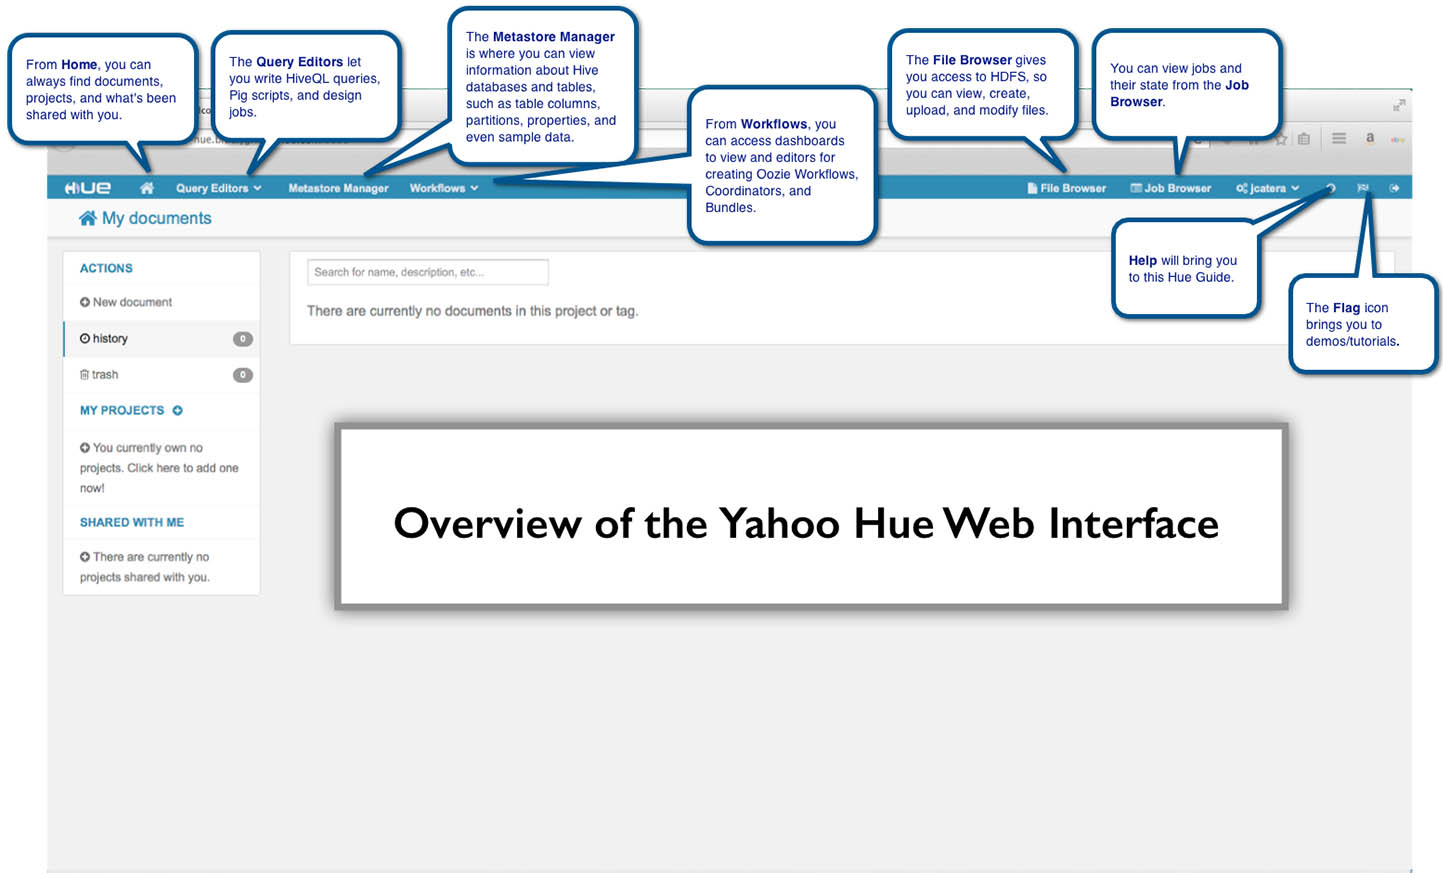 From Home, you can
always find documents,
projects, and what's been
shared with you.
The Query Editors let
you write HiveQL queries,
Pig scripts, and design
jobs.
The Metastore Manager
is where you can view
information about Hive
databases and tables,
such as table columns,
partitions, properties, and
even sample data.
From Workflows, you
can access dashboards
to view and editors for
creating Oozie Workflows,
Coordinators, and
Bundles.
The File Browser gives
you access to HDFS, so
you can view, create,
upload, and modify files.
You can view jobs and
their state from the Job
Browser.
HUE Query Editors Metastore Manager Workflows File Browser Job Browser jcatera
My documents
Help will bring you
to this Hue Guide.
The Flag icon
brings you to
demos/tutorials.
ACTIONS
New document
history 0
trash 0
MY PROJECTS
You currently own no
projects. Click here to add one
now!
SHARED WITH ME
There are currently no
projects shared with you.
Search for name, description, etc...
There are currently no documents in this project or tag.
Overview of the Yahoo Hue Web Interface